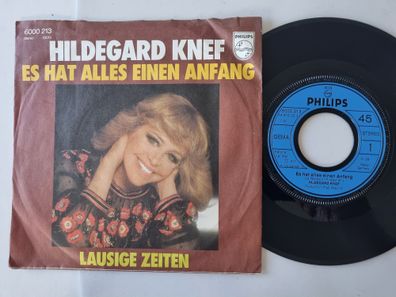 6000 213
HILDEGARD KNEF
PHILIPS
ES HAT ALLES EINEN ANFANG
LAUSIGE ZEITEN
PHILIPS
45
GEMA
STEREO
1
Es hat alles einen Anfang
HILDEGARD KNEF